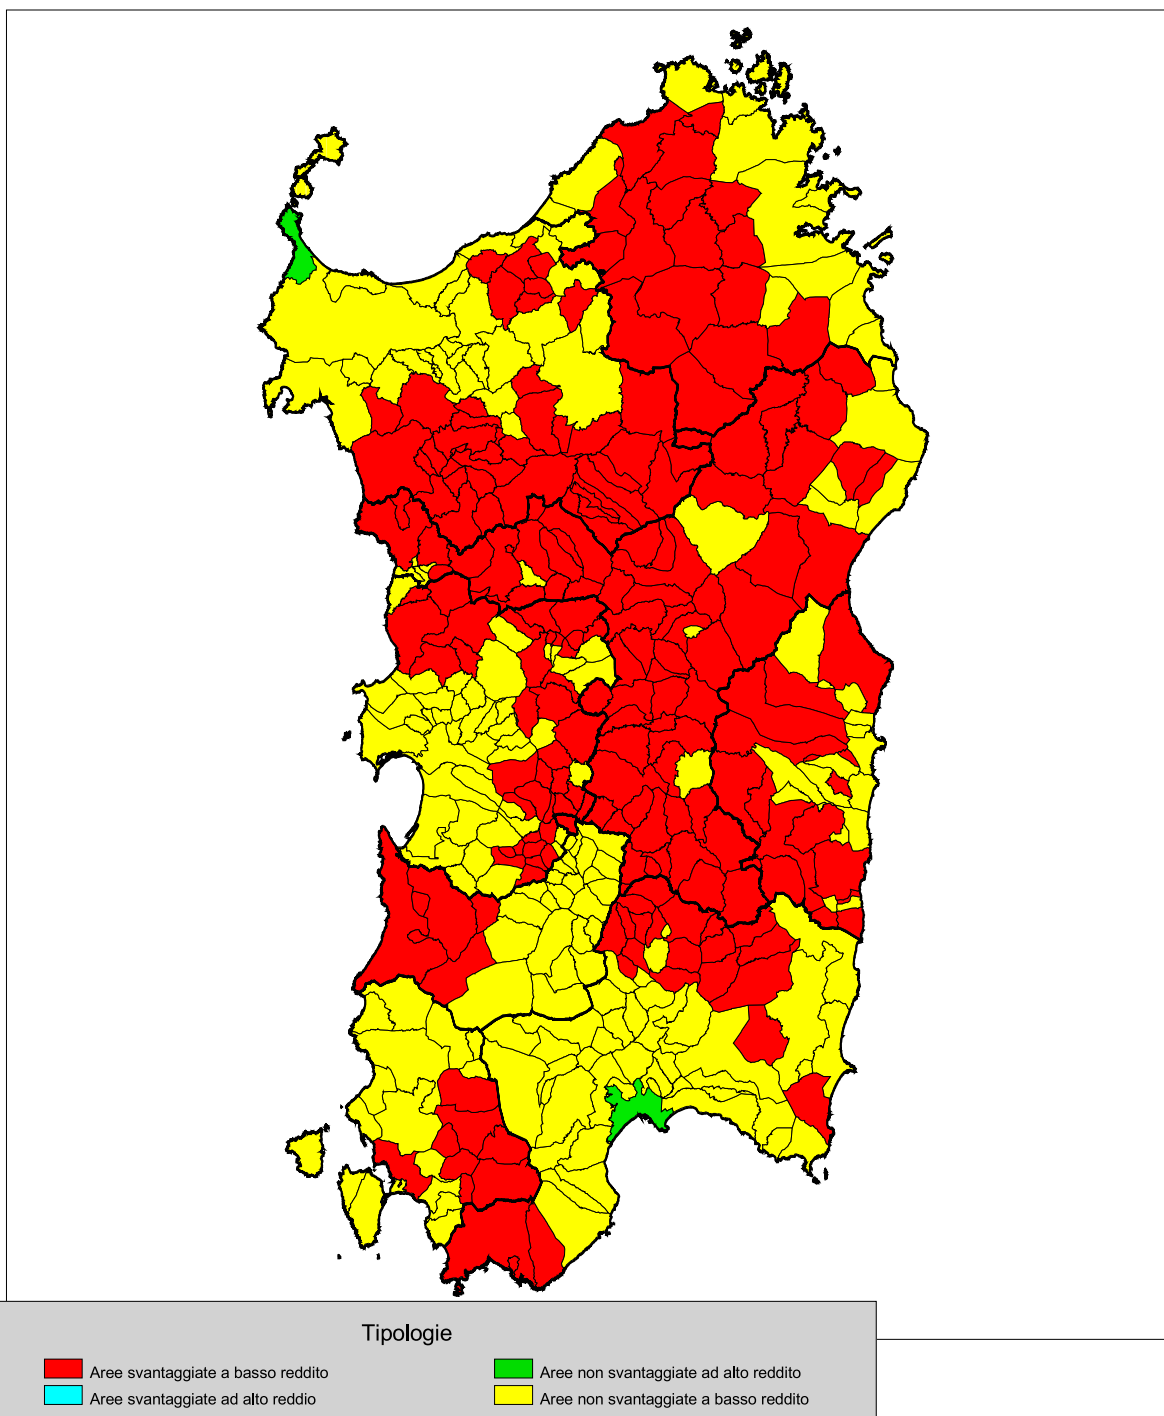 Tipologie
Aree svantaggiate a basso reddito
Aree non svantaggiate ad alto reddito
Aree svantaggiate ad alto reddio
Aree non svantaggiate a basso reddito